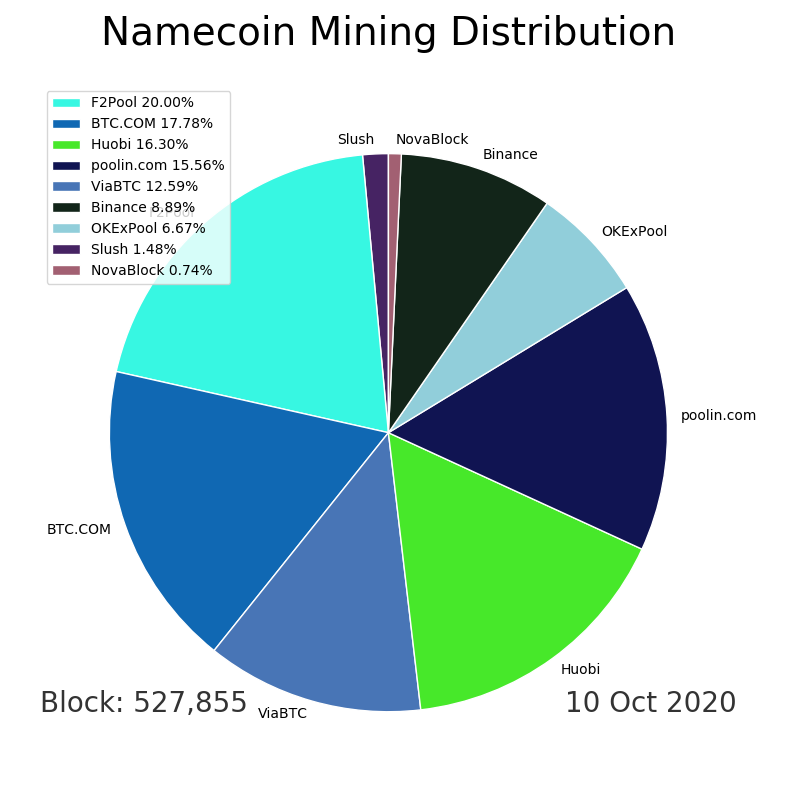 Namecoin Mining Distribution
F2Pool 20.00%
BTC.COM 17.78%
Huobi 16.30%
poolin.com 15.56%
ViaBTC 12.59%
Binance 8.89%
OKExPool 6.67%
Slush 1.48%
NovaBlock 0.74%
F2Pool
Slush
NovaBlock
Binance
OKExPool
poolin.com
BTC.COM
Huobi
ViaBTC
Block: 527,855
10 Oct 2020